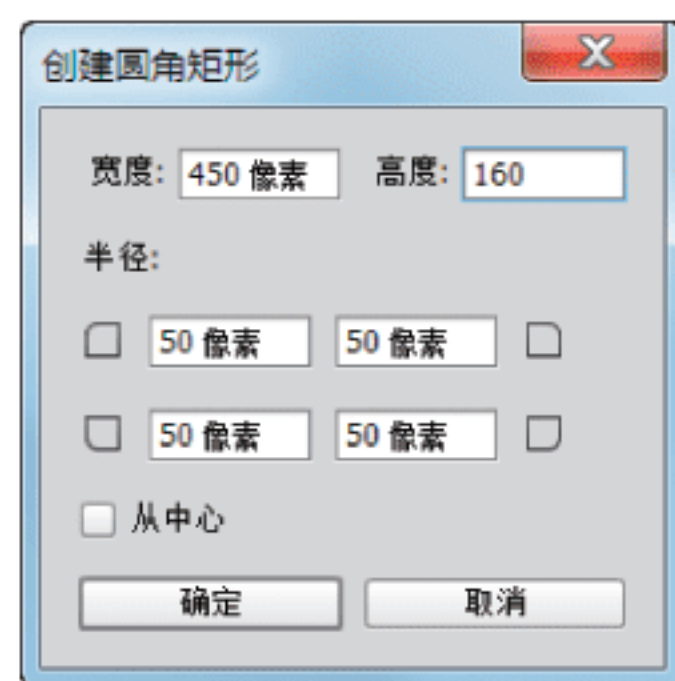 创建圆角矩形
宽度: 450 像素 高度: 160
半径:
50 像素 50 像素
50 像素 50 像素
从中心
确定 取消